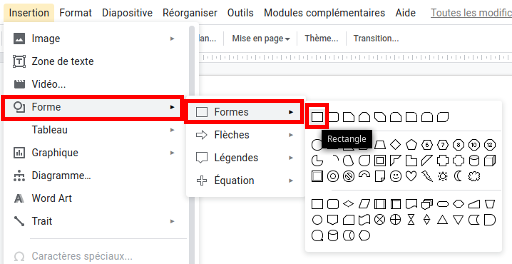 Insertion Format Diapositive Réorganiser Outils Modules complémentaires Aide Toutes les modific
Image
lan... Mise en page Thème... Transition...
Zone de texte
Vidéo...
Forme
Formes
Tableau
Flèches
Rectangle
Graphique
Légendes
Diagramme...
Équation
Word Art
Trait
Caractères spéciaux...